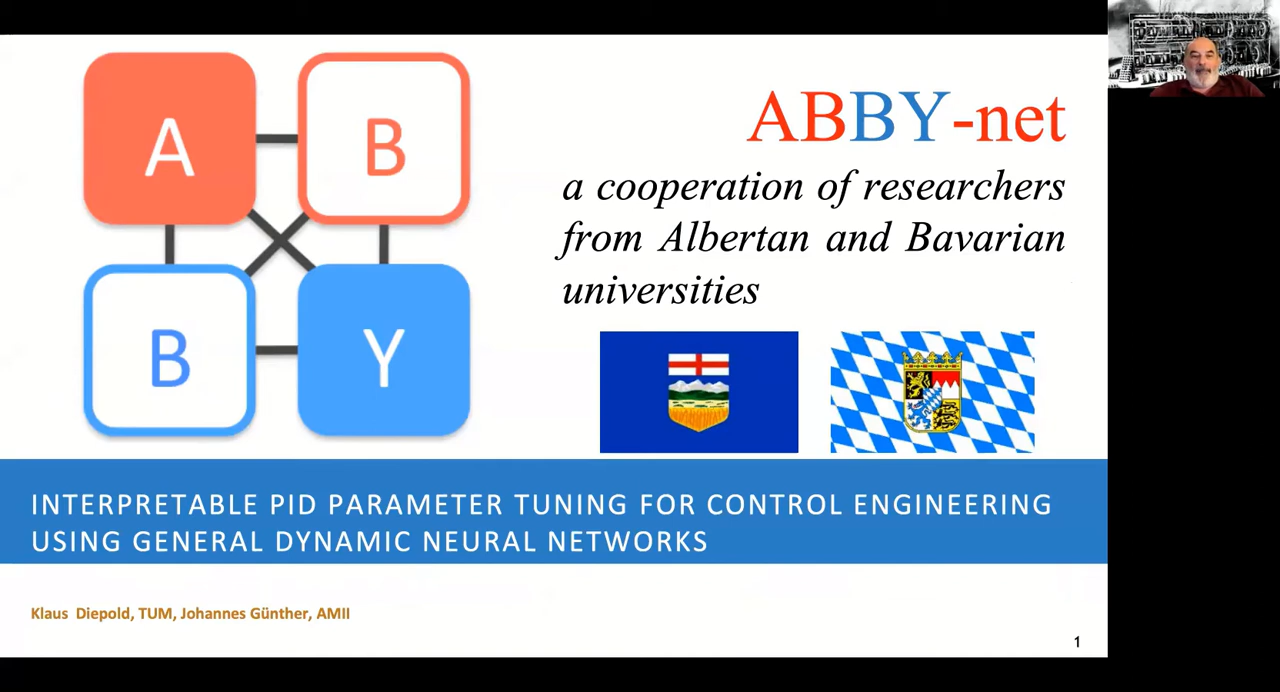 A
B
B
Y
ABBY-net
a cooperation of researchers
from Albertan and Bavarian
universities
INTERPRETABLE PID PARAMETER TUNING FOR CONTROL ENGINEERING
USING GENERAL DYNAMIC NEURAL NETWORKS
Klaus Diepold, TUM, Johannes Günther, AMII
1